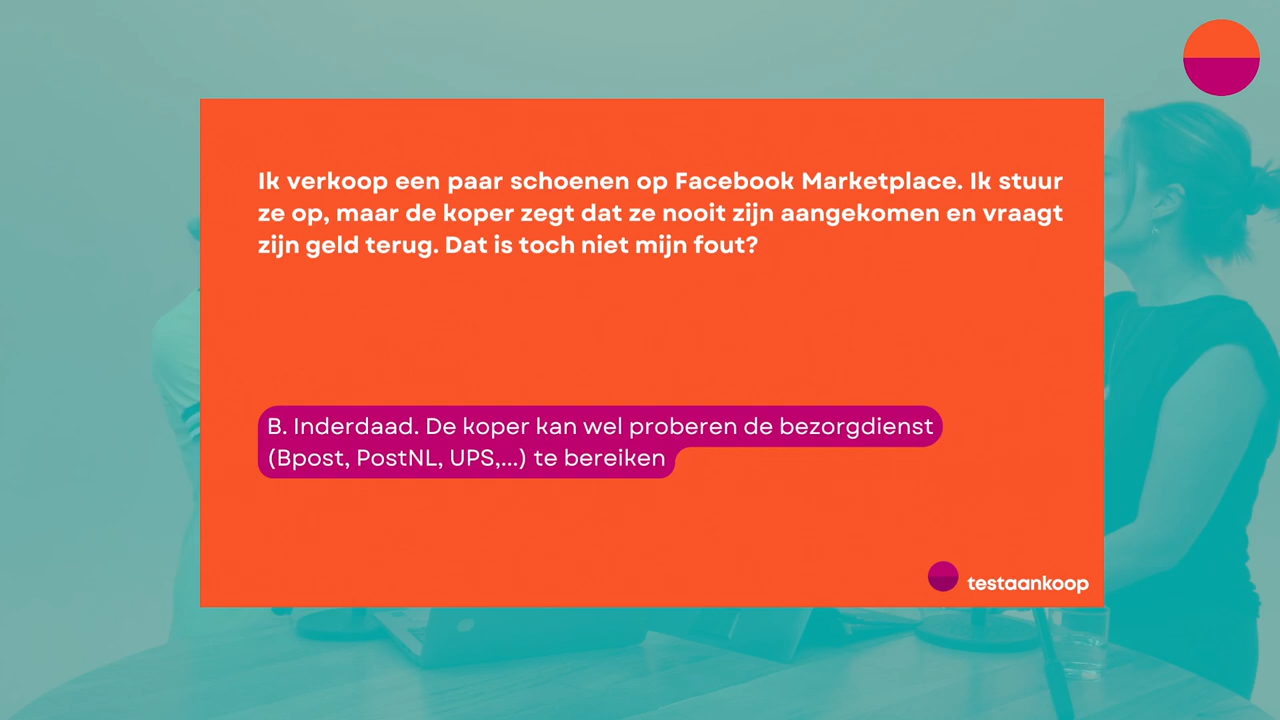 Ik verkoop een paar schoenen op Facebook Marketplace. Ik stuur
ze op, maar de koper zegt dat ze nooit zijn aangekomen en vraagt
zijn geld terug. Dat is toch niet mijn fout?
B. Inderdaad. De koper kan wel proberen de bezorgdienst
(Bpost, PostNL, UPS,...) te bereiken
testaankoop